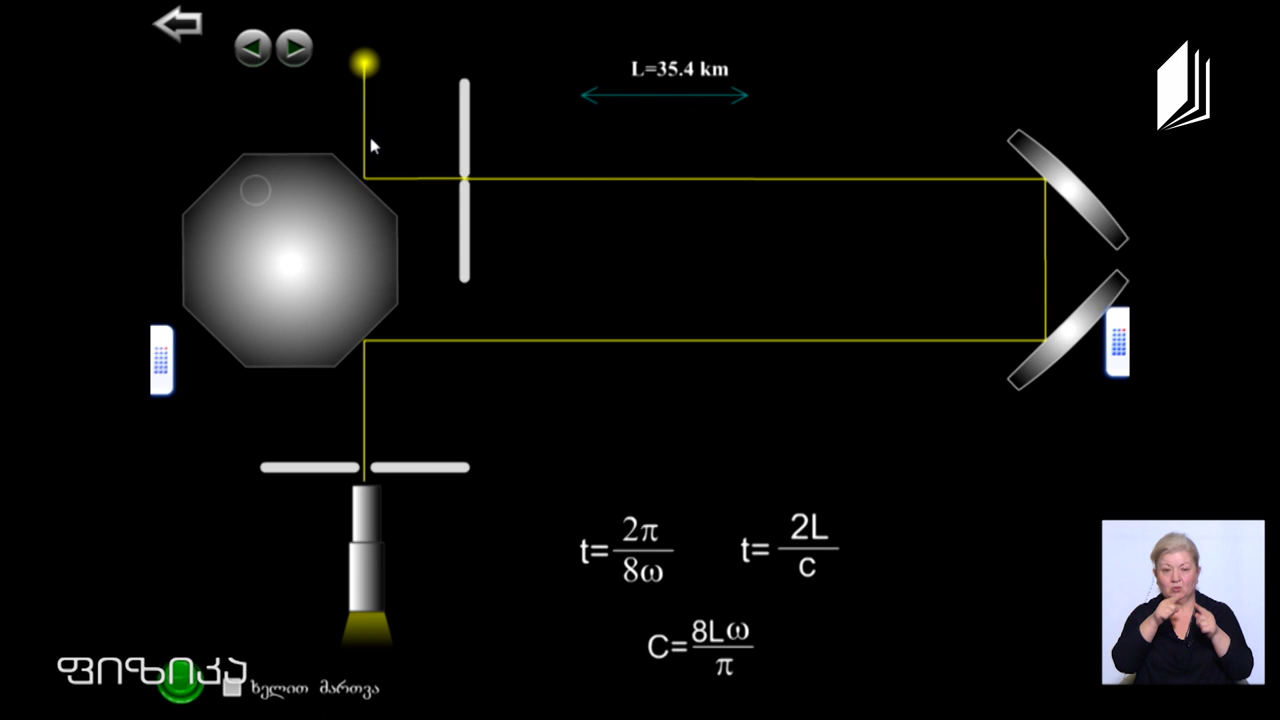 L=35.4 km
t=2π/8ω
t=2L/c
C=8Lω/π
ფიზიკა
ხელით მართვა